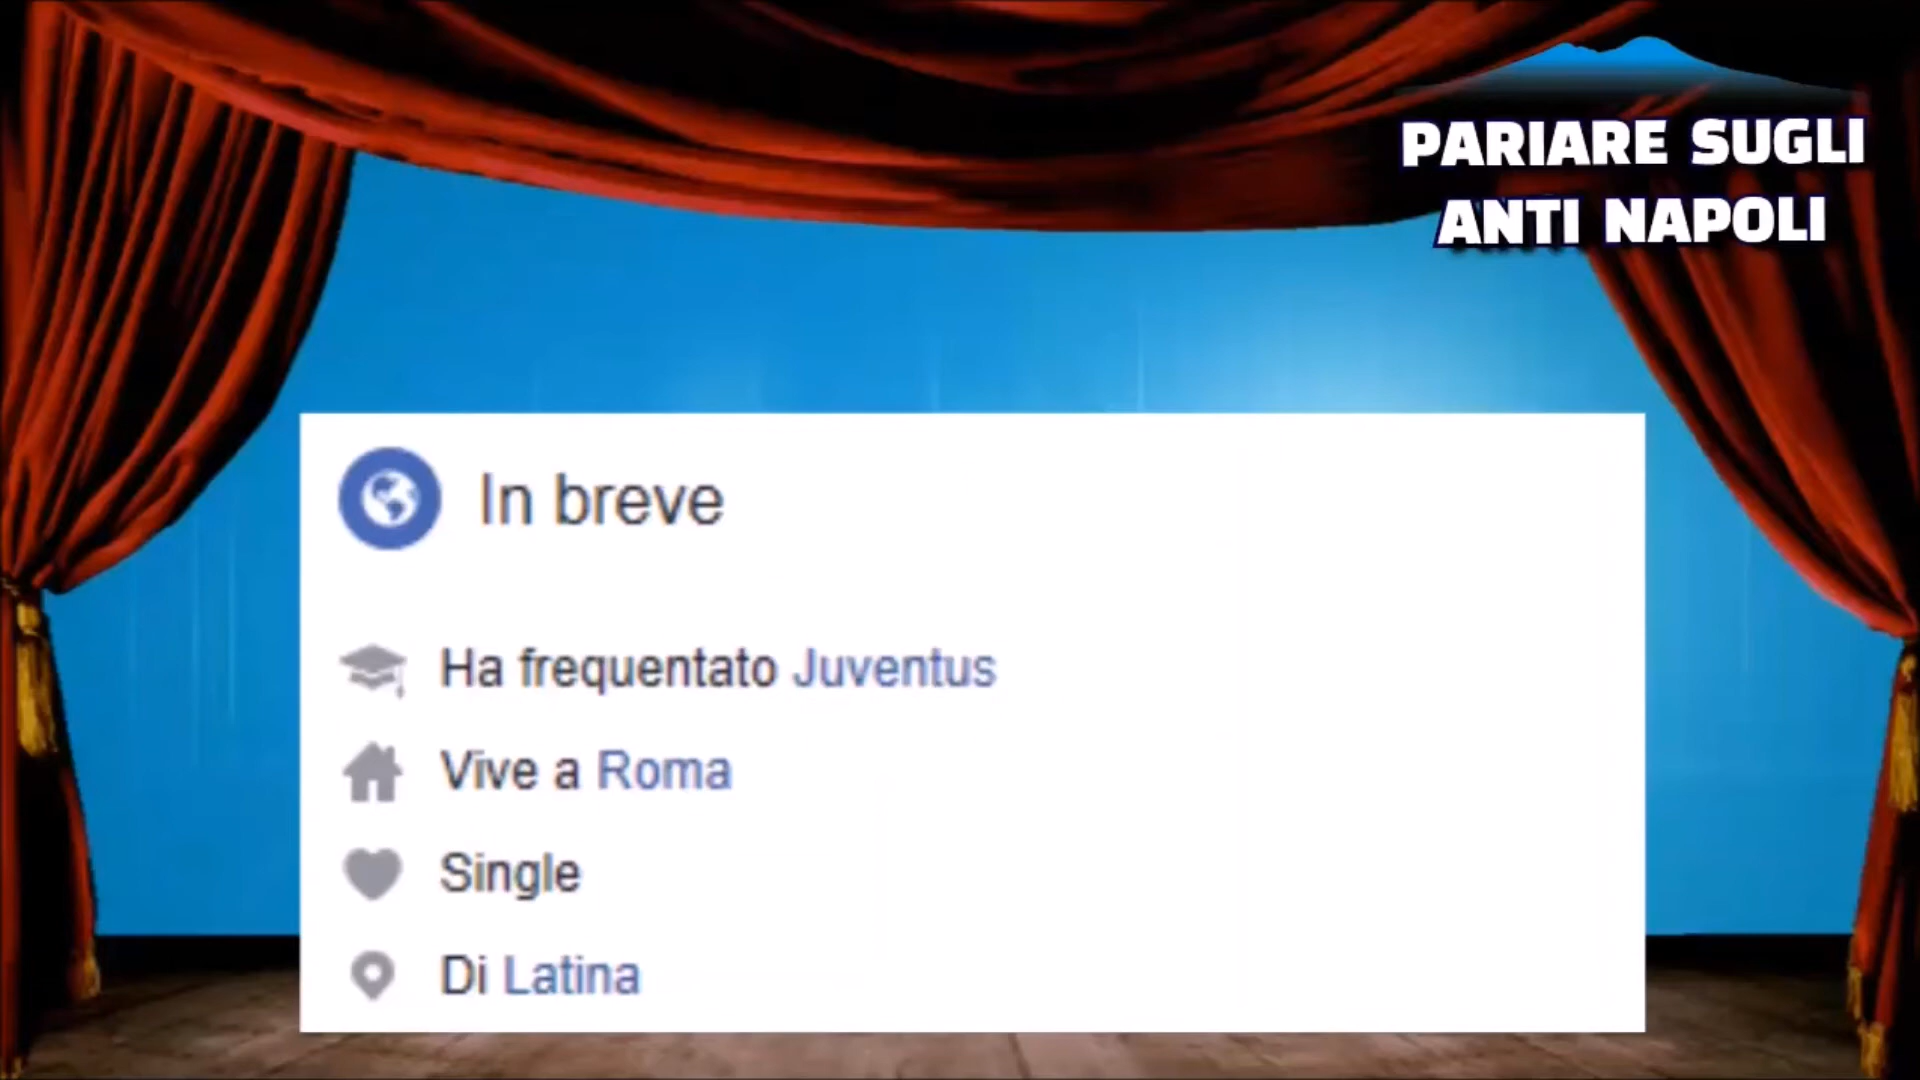 PARIARE SUGLI
ANTI NAPOLI
In breve
Ha frequentato Juventus
Vive a Roma
Single
Di Latina